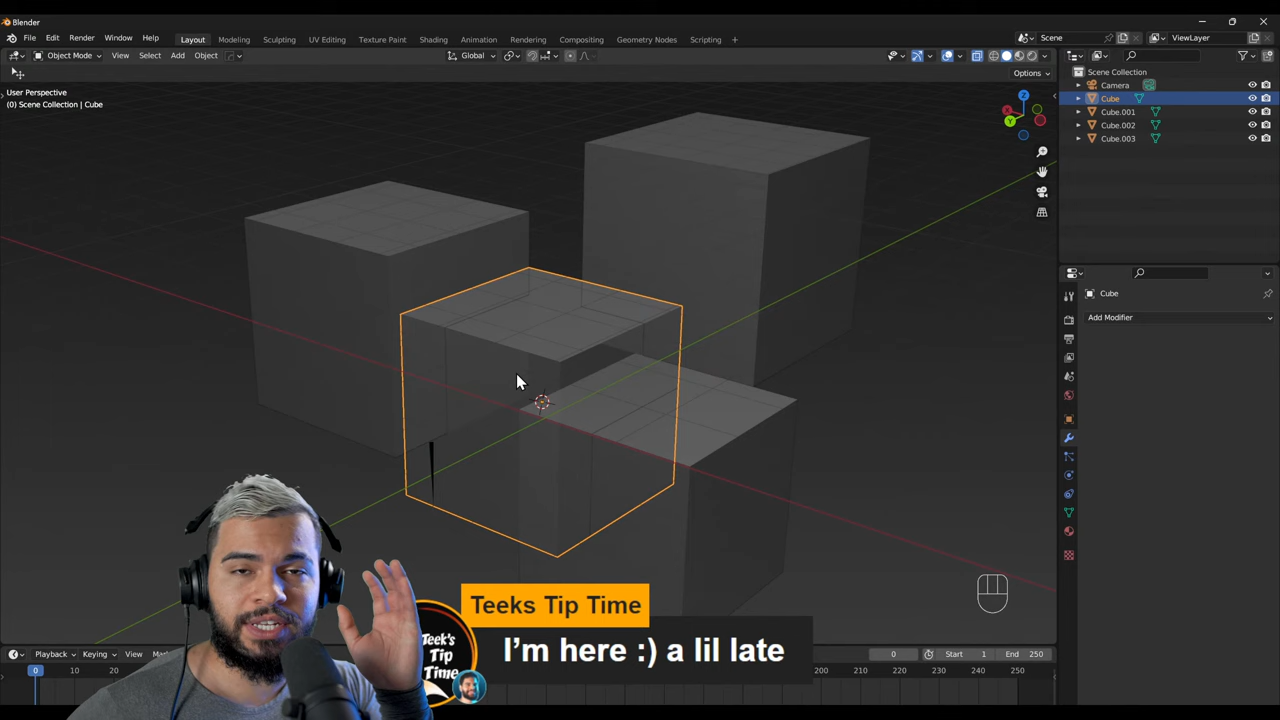 Blender
File Edit Render Window Help
Layout Modeling Sculpting UV Editing Texture Paint Shading Animation Rendering Compositing Geometry Nodes Scripting +
Scene
ViewLayer
Object Mode View Select Add Object
Global
Options
User Perspective
(0) Scene Collection | Cube
Z
X
Y
Scene Collection
Camera
Cube
Cube.001
Cube.002
Cube.003
Cube
Add Modifier
Teeks Tip Time
I'm here :) a lil late
Teek's
Tip
Time
Playback Keying View
0 Start 1 End 250
0 10 20 200 210 220 230 240 250